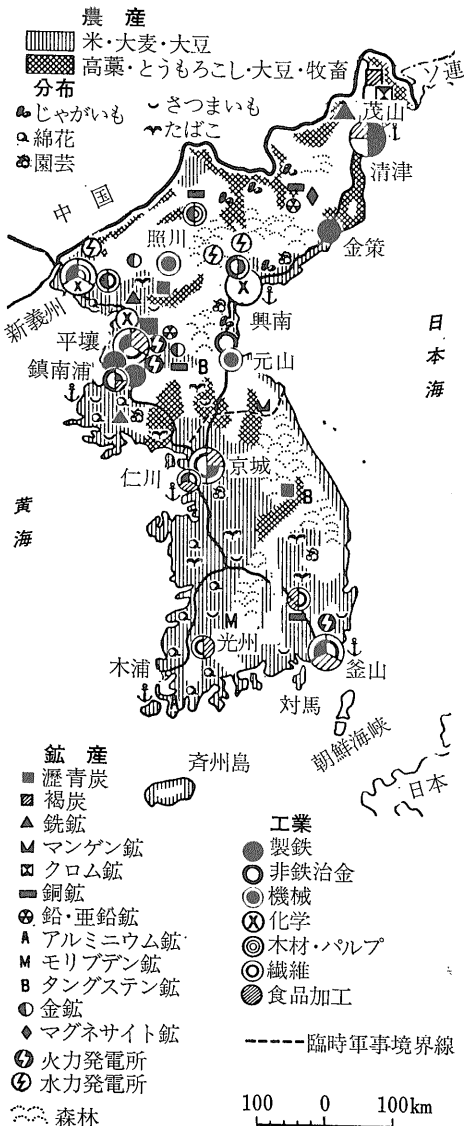 農産
米・大麦・大豆
高藁・とうもろこし・大豆・牧畜
分布
じゃがいも
さつまいも
綿花
たばこ
園芸
ソ連
茂山
清津
中国
照川
金策
新義州
興南
平壌
鎮南浦
B
元山
日本海
M
京城
仁川
B
黄海
M
光州
木浦
釜山
対馬
朝鮮海峡
斉州島
日本
鉱産
瀝青炭
褐炭
銑鉱
マンゲン鉱
クロム鉱
銅鉱
鉛・亜鉛鉱
A アルミニウム鉱
M モリブデン鉱
B タングステン鉱
金鉱
マグネサイト鉱
火力発電所
水力発電所
森林
工業
製鉄
非鉄治金
機械
化学
木材・パルプ
繊維
食品加工
臨時軍事境界線
100 0 100km